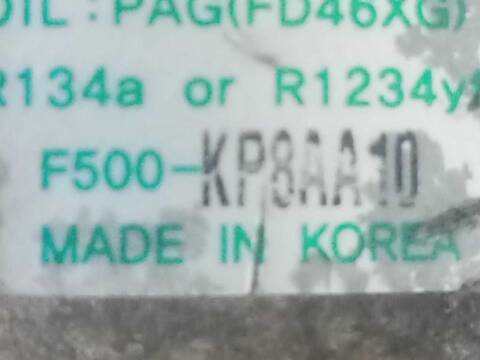 OIL : PAG(FD46XG)
R134a or R1234y
F500-KP8AA10
MADE IN KOREA